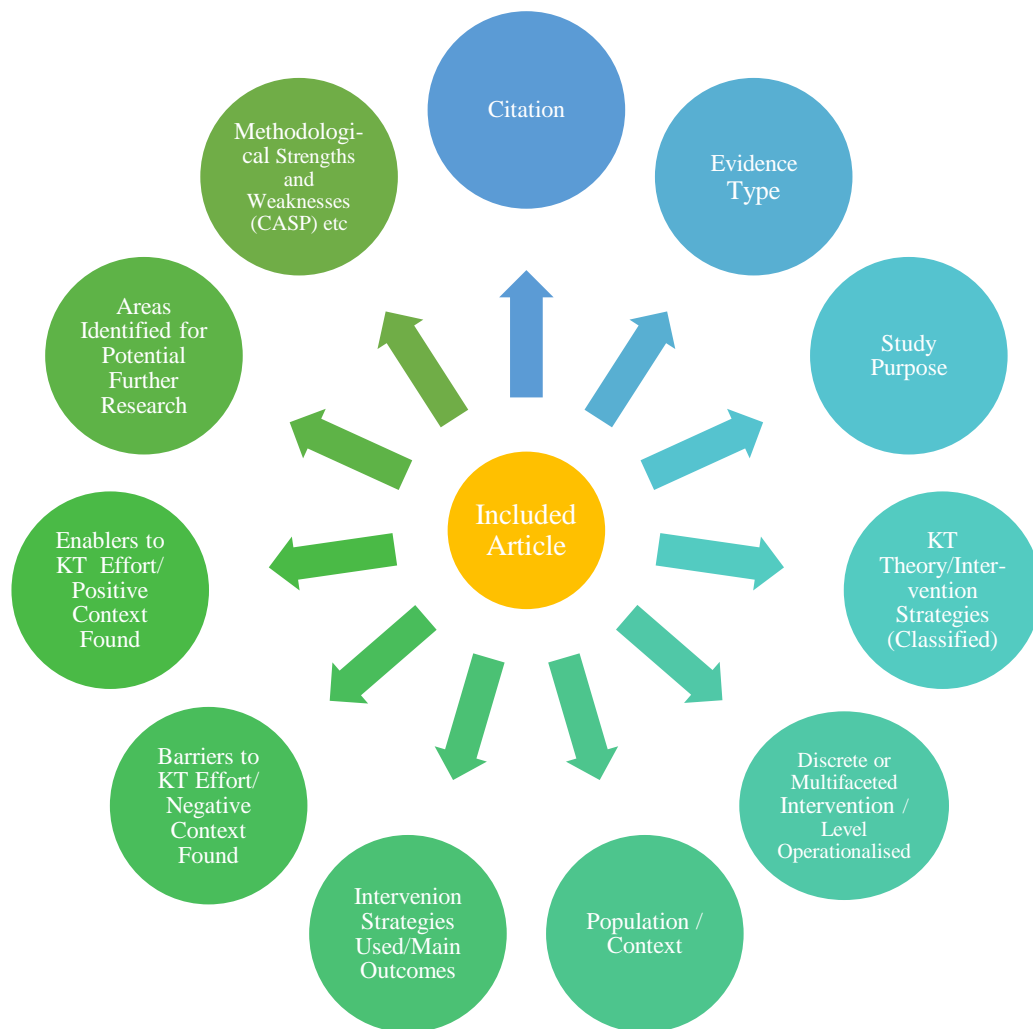 Citation
Evidence
Type
Study
Purpose
KT
Theory/Interven-
vention
Strategies
(Classified)
Discrete or
Multifaceted
Intervention /
Level
Operationalised
Population /
Context
Intervenion
Strategies
Used/Main
Outcomes
Barriers to
KT Effort/
Negative
Context
Found
Enablers to
KT Effort/
Positive
Context
Found
Areas
Identified for
Potential
Further
Research
Methodologi-
cal Strengths
and
Weaknesses
(CASP) etc
Included
Article